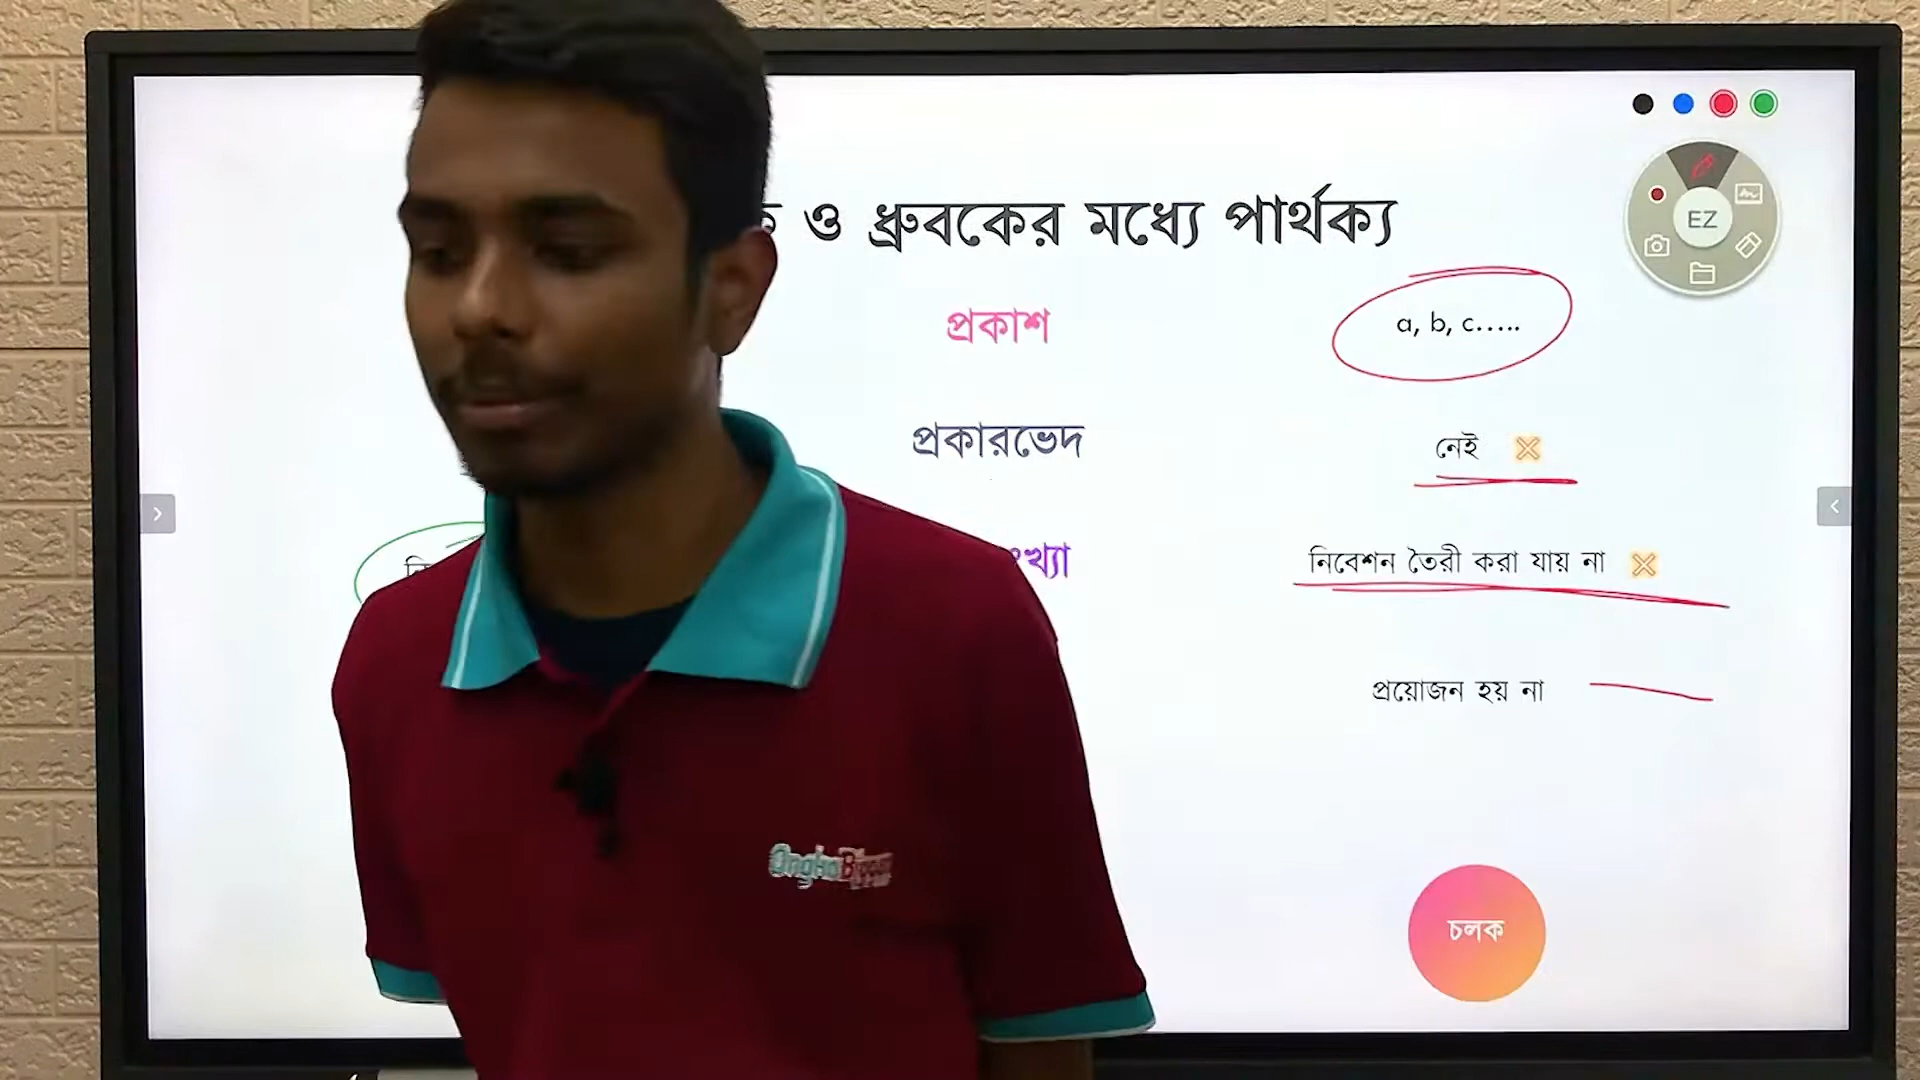 ও ধ্রুবকের মধ্যে পার্থক্য
EZ
প্রকাশ
a, b, c.....
প্রকারভেদ
নেই
নিবেশন তৈরী করা যায় না
প্রয়োজন হয় না
চলক